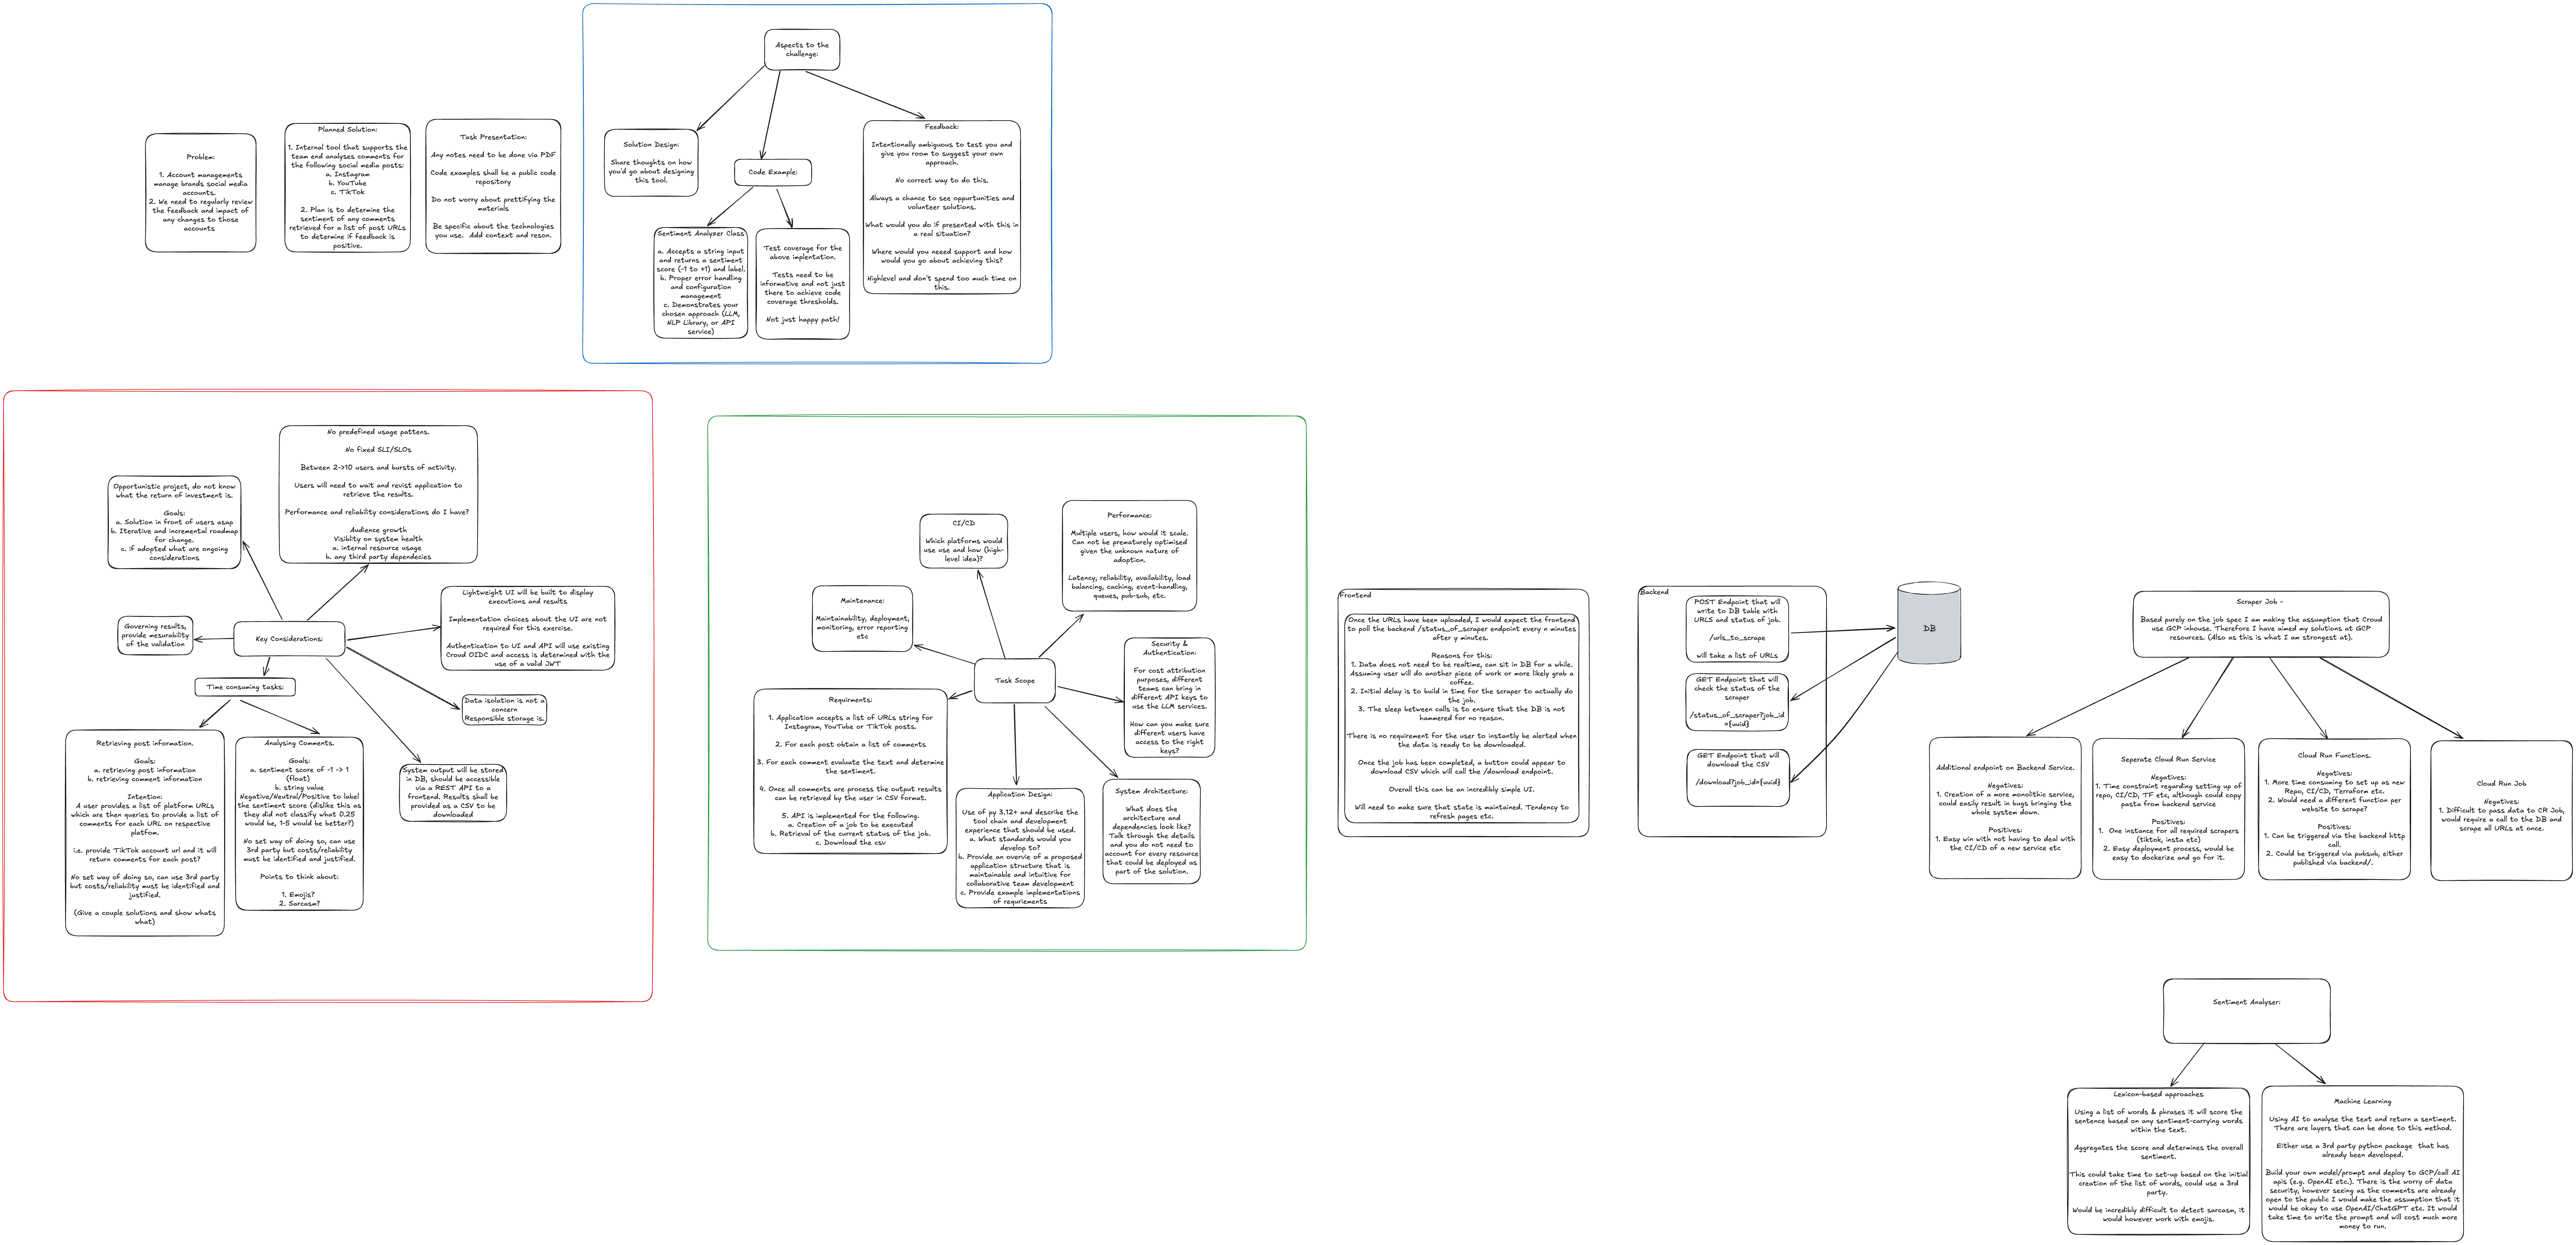 Aspects to the
challenge:
Problem:
1. Account managements
manage brands social media
accounts.
2. We need to regularly review
the feedback and impact of
any changes to those
accounts
Planned Solution:
1. Internal tool that supports the
team end analyses comments for
the following social media posts:
a. Instagram
b. YouTube
c. TikTok
2. Plan is to determine the
sentiment of any comments
retrieved for a list of post URLs
to determine if feedback is
positive.
Task Presentation:
Any notes need to be done via PDF
Code examples shall be a public code
repository
Do not worry about prettifying the
materials
Be specific about the technologies
you use. Add context and reson.
Solution Design:
Share thoughts on how
you'd go about designing
this tool.
Code Example:
Sentiment Analyzer Class
a. Accepts a string input
and returns a sentiment
score (-1 to +1) and label.
b. Proper error handling
and configuration
management
c. Demonstrates your
chosen approach (LLM,
NLP Library, or API
service)
Test coverage for the
above implentation.
Tests need to be
informative and not just
there to achieve code
coverage thresholds.
Not just happy path!
Feedback:
Intentionally ambiguous to test you and
give you room to suggest your own
approach.
No correct way to do this.
Always a chance to see oppurtunities and
volunteer solutions.
What would you do if presented with this in
a real situation?
Where would you need support and how
would you go about achieving this?
Highlevel and don't spend too much time on
this.
No predefined usage pattens.
No fixed SLI/SLOs
Between 2->10 users and bursts of activity.
Users will need to wait and revist application to
retrieve the results.
Performance and reliability considerations do I have?
Audience growth
Visiblity on system health
a. internal resource usage
b. any third party dependecies
Opportunistic project, do not know
what the return of investment is.
Goals:
a. Solution in front of users asap
b. Iterative and incremental roadmap
for change.
c. if adopted what are ongoing
considerations
Governing results,
provide mesurability
of the validation
Key Considerations:
Lightweight UI will be built to display
executions and results
Implementation choices about the UI are not
required for this exercise.
Authentication to UI and API will use existing
Croud OIDC and access is determined with the
use of a valid JWT
Time consuming tasks:
Data isolation is not a
concern
Responsible storage is.
Retrieving post information.
Goals:
a. retrieving post information
b. retrieving comment information
Intention:
A user provides a list of platform URLs
which are then queries to provide a list of
comments for each URL on respective
platfom.
i.e. provide TikTok account url and it will
return comments for each post?
No set way of doing so, can use 3rd party
but costs/reliability must be identified and
justified.
(Give a couple solutions and show whats
what)
Analysing Comments.
Goals:
a. sentiment score of -1 -> 1
(float)
b. string value
Negative/Neutral/Positive to label
the sentiment score (dislike this as
they did not classify what 0.25
would be, 1-5 would be better?)
No set way of doing so, can use
3rd party but costs/reliability
must be identified and justified.
Points to think about:
1. Emojis?
2. Sarcasm?
System output will be stored
in DB, should be accessible
via a REST API to a
frontend. Results shall be
provided as a CSV to be
downloaded
CI/CD
Which platforms would
use use and how (high-
level idea)?
Performance:
Multiple users, how would it scale.
Can not be prematurely optimised
given the unknown nature of
adoption.
Latency, reliability, availability, load
balancing, caching, event-handling,
queues, pub-sub, etc.
Maintenance:
Maintainability, deployment,
monitoring, error reporting
etc
Task Scope
Security &
Authentication:
For cost attribution
purposes, different
teams can bring in
different API keys to
use the LLM services.
How can you make sure
different users have
access to the right
keys?
Requirments:
1. Application accepts a list of URLs string for
Instagram, YouTube or TikTok posts.
2. For each post obtain a list of comments
3. For each comment evaluate the text and determine
the sentiment.
4. Once all comments are process the output results
can be retrieved by the user in CSV format.
5. API is implemented for the following.
a. Creation of a job to be executed
b. Retrieval of the current status of the job.
c. Download the csv
Application Design:
Use of py 3.12+ and describe the
tool chain and development
experience that should be used.
a. What standards would you
develop to?
b. Provide an overvie of a proposed
application structure that is
maintainable and intuitive for
collaborative team development
c. Provide example implementations
of requriements
System Architecture:
What does the
architecture and
dependencies look like?
Talk through the details
and you do not need to
account for every resource
that could be deployed as
part of the solution.
Frontend
Once the URLs have been uploaded, I would expect the frontend
to poll the backend /status_of_scraper endpoint every n minutes
after y minutes.
Reasons for this:
1. Data does not need to be realtime, can sit in DB for a while.
Assuming user will do another piece of work or more likely grab a
coffee.
2. Initial delay is to build in time for the scraper to actually do
the job.
3. The sleep between calls is to ensure that the DB is not
hammered for no reason.
There is no requirement for the user to instantly be alerted when
the data is ready to be downloaded.
Once the job has been completed, a button could appear to
download CSV which will call the /download endpoint.
Overall this can be an incredibly simple UI.
Will need to make sure that state is maintained. Tendency to
refresh pages etc.
Backend
POST Endpoint that will
write to DB table with
URLs and status of job.
/urls_to_scrape
will take a list of URLs
GET Endpoint that will
check the status of the
scraper
/status_of_scraper?job_id
={uuid}
GET Endpoint that will
download the CSV
/download?job_id={uuid}
DB
Scraper Job -
Based purely on the job spec I am making the assumption that Croud
use GCP inhouse. Therefore I have aimed my solutions at GCP
resources. (Also as this is what I am strongest at).
Additional endpoint on Backend Service.
Negatives:
1. Creation of a more monolithic service,
could easily result in bugs bringing the
whole system down.
Positives:
1. Easy win with not having to deal with
the CI/CD of a new service etc
Seperate Cloud Run Service
Negatives:
1. Time constraint regarding setting up of
repo, CI/CD, TF etc, although could copy
pasta from backend service
Positives:
1. One instance for all required scrapers
(tiktok, insta etc)
2. Easy deployment process, would be
easy to dockerize and go for it.
Cloud Run Functions.
Negatives:
1. More time consuming to set up as new
Repo, CI/CD, Terraform etc.
2. Would need a different function per
website to scrape?
Positives:
1. Can be triggered via the backend http
call.
2. Could be triggered via pubsub, either
published via backend/.
Cloud Run Job
Negatives:
1. Difficult to pass data to CR Job,
would require a call to the DB and
scrape all URLs at once.
Sentiment Analyser:
Lexicon-based approaches
Using a list of words & phrases it will score the
sentence based on any sentiment-carrying words
within the text.
Aggregates the score and determines the overall
sentiment.
This could take time to set-up based on the initial
creation of the list of words, could use a 3rd
party.
Would be incredibly difficult to detect sarcasm, it
would however work with emojis.
Machine Learning
Using AI to analyse the text and return a sentiment.
There are layers that can be done to this method.
Either use a 3rd party python package that has
already been developed.
Build your own model/prompt and deploy to GCP/call AI
apis (e.g. OpenAI etc.). There is the worry of data
security, however seeing as the comments are already
open to the public I would make the assumption that it
would be okay to use OpenAI/ChatGPT etc. It would
take time to write the prompt and will cost much more
money to run.